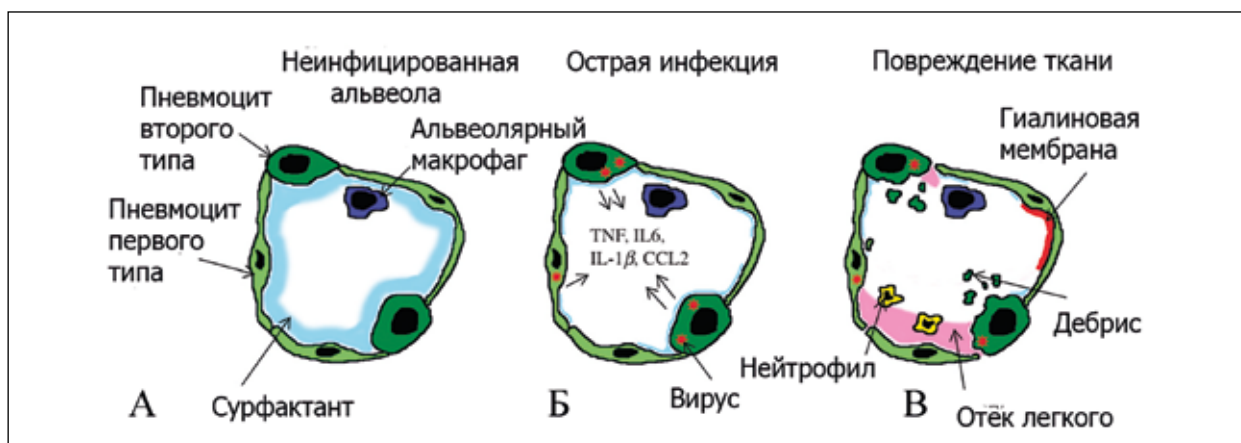 Неинфицированная
альвеола
Острая инфекция
Повреждение ткани
Пневмоцит
второго
типа
Альвеолярный
макрофаг
Гиалиновая
мембрана
Пневмоцит
первого
типа
TNF, IL6,
IL-1β, CCL2
Дебрис
Нейтрофил
Вирус
Сурфактант
Отёк легкого
А
Б
В